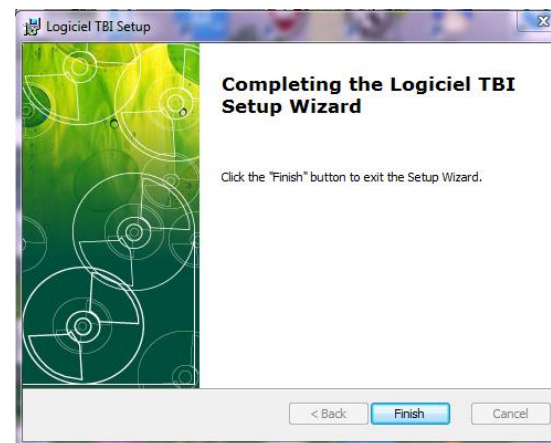 Logiciel TBI Setup
Completing the Logiciel TBI
Setup Wizard
Click the "Finish" button to exit the Setup Wizard.
< Back
Finish
Cancel